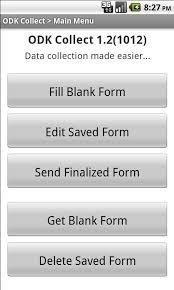 8:27 PM
ODK Collect > Main Menu
ODK Collect 1.2(1012)
Data collection made easier...
Fill Blank Form
Edit Saved Form
Send Finalized Form
Get Blank Form
Delete Saved Form